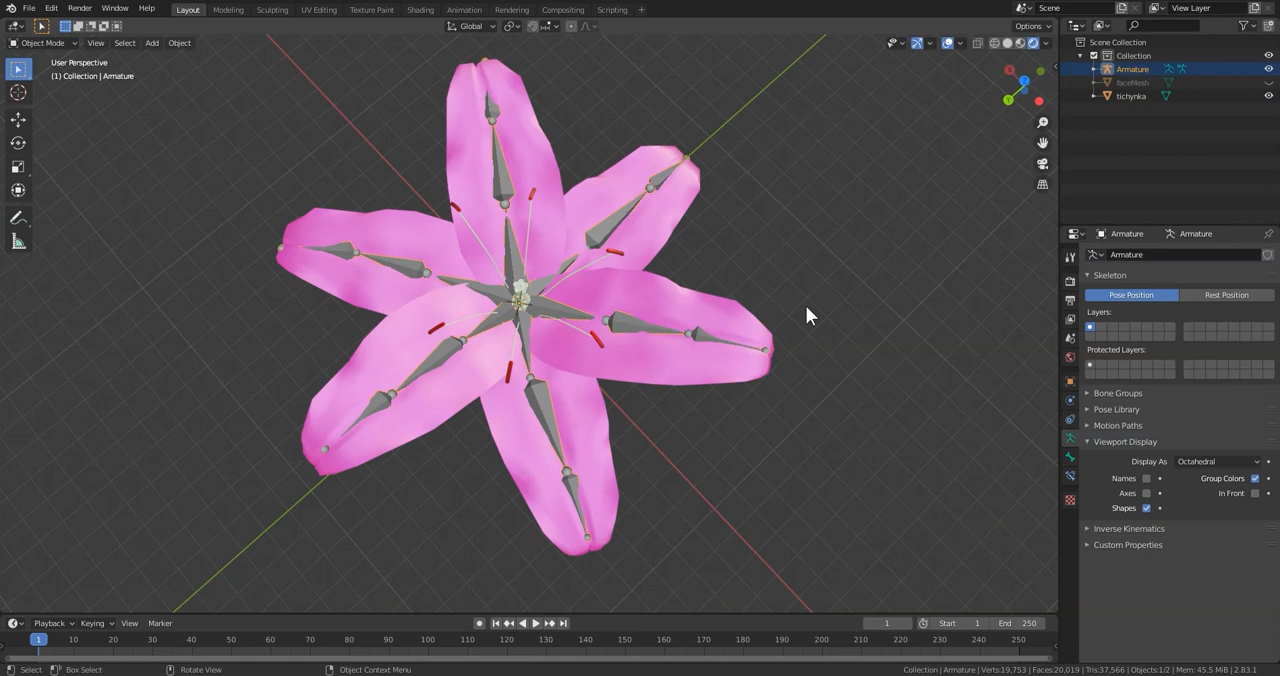 File Edit Render Window Help Layout Modeling Sculpting UV Editing Texture Paint Shading Animation Rendering Compositing Scripting + Scene View Layer
Global Options
Object Mode View Select Add Object
Scene Collection
Collection
Armature
faceMesh
tichynka
User Perspective
(1) Collection | Armature
X
Y
Z
Armature Armature
Armature
Skeleton
Pose Position Rest Position
Layers:
Protected Layers:
Bone Groups
Pose Library
Motion Paths
Viewport Display
Display As Octahedral
Names Group Colors
Axes In Front
Shapes
Inverse Kinematics
Custom Properties
Playback Keying View Marker 1 Start 1 End 250
1 10 20 30 40 50 60 70 80 90 100 110 120 130 140 150 160 170 180 190 200 210 220 230 240 250
Select Box Select Rotate View Object Context Menu Collection | Armature | Verts:19,753 | Faces:20,019 | Tris:37,566 | Objects:1/2 | Mem: 45.5 MiB | 2.83.1